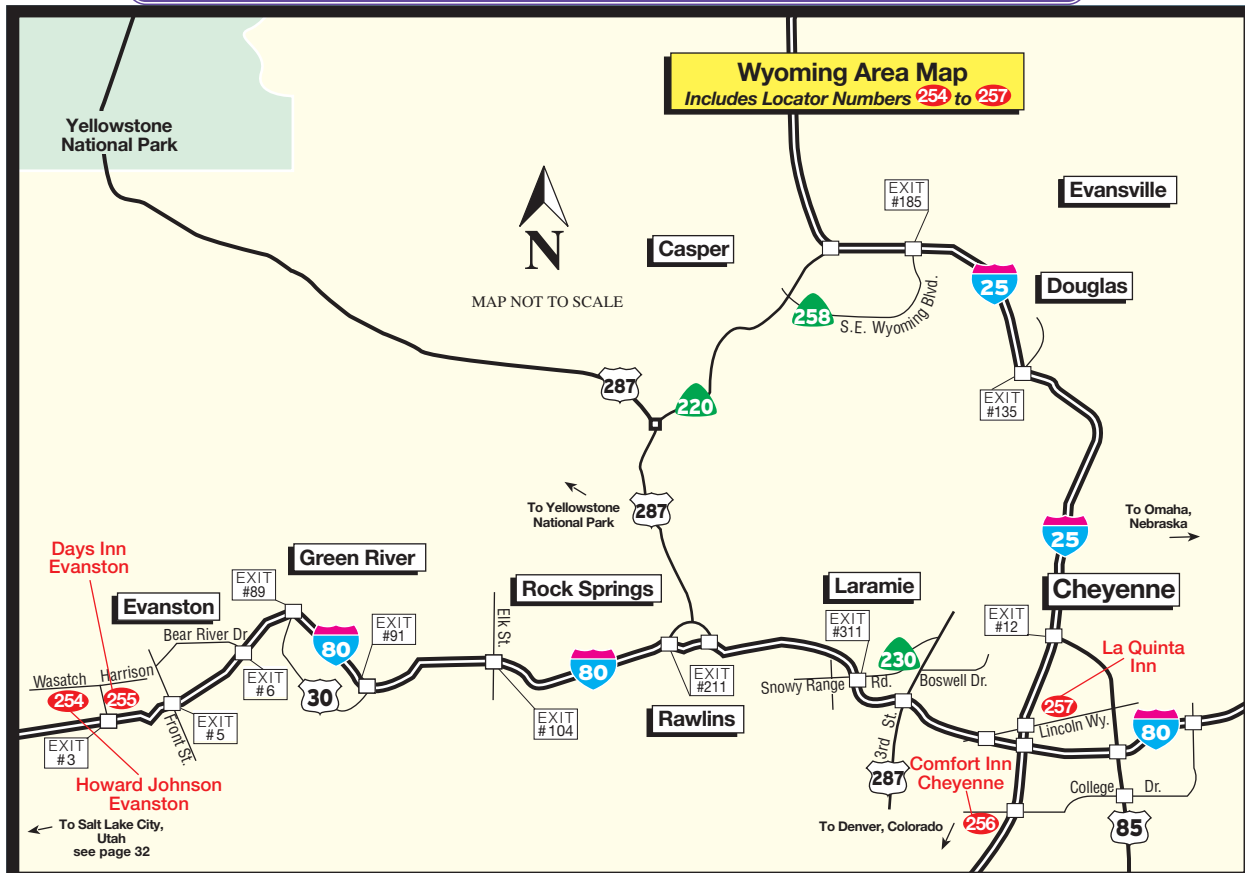 Wyoming Area Map
Includes Locator Numbers 254 to 257
Yellowstone
National Park
N
MAP NOT TO SCALE
Casper
EXIT
#185
Evansville
25
Douglas
258
S.E. Wyoming Blvd.
287
220
EXIT
#135
To Yellowstone
National Park
287
To Omaha,
Nebraska
25
Days Inn
Evanston
Evanston
Green River
EXIT
#89
Bear River Dr.
80
EXIT
#91
Elk St.
Rock Springs
80
Laramie
EXIT
#311
230
Cheyenne
EXIT
#12
La Quinta
Inn
Wasatch
Harrison
254
255
EXIT
#6
30
EXIT
#211
Snowy Range Rd.
Boswell Dr.
257
Lincoln Wy.
80
EXIT
#3
Front St.
EXIT
#5
EXIT
#104
Rawlins
3rd St.
287
Howard Johnson
Evanston
Comfort Inn
Cheyenne
College Dr.
256
85
To Salt Lake City,
Utah
see page 32
To Denver, Colorado